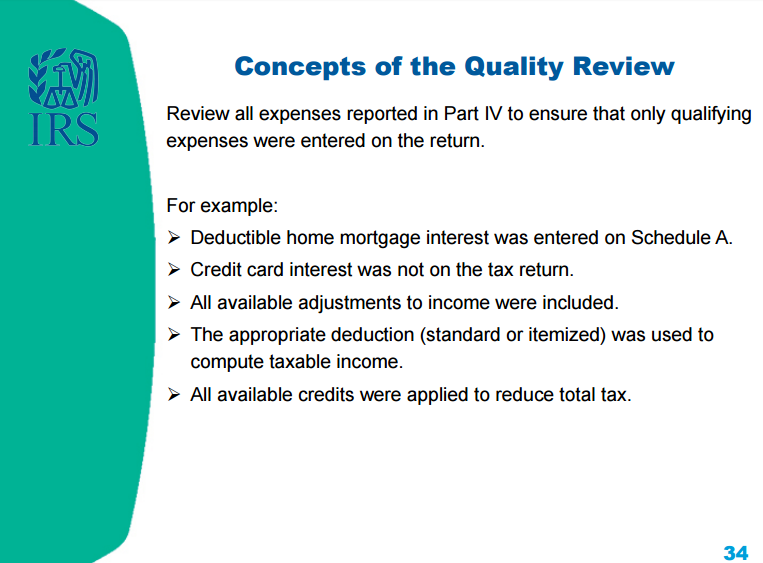 IRS
Concepts of the Quality Review
Review all expenses reported in Part IV to ensure that only qualifying
expenses were entered on the return.
For example:
➢ Deductible home mortgage interest was entered on Schedule A.
➢ Credit card interest was not on the tax return.
➢ All available adjustments to income were included.
➢ The appropriate deduction (standard or itemized) was used to
compute taxable income.
➢ All available credits were applied to reduce total tax.
34